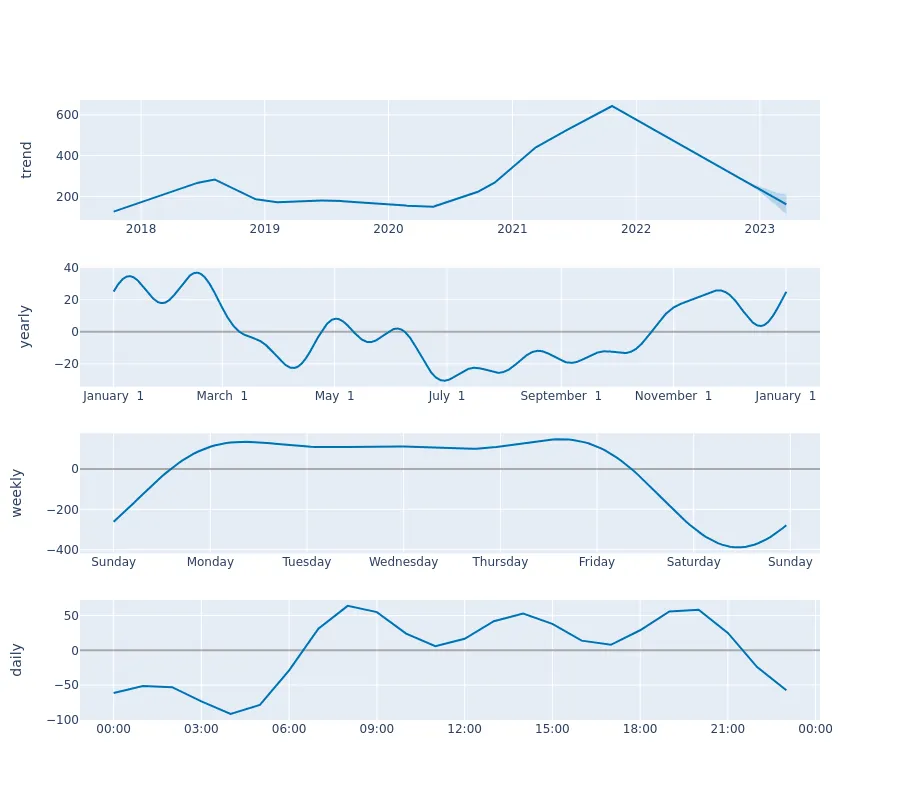 trend
600
400
200
2018 2019 2020 2021 2022 2023
yearly
40
20
0
−20
January 1 March 1 May 1 July 1 September 1 November 1 January 1
weekly
0
−200
−400
Sunday Monday Tuesday Wednesday Thursday Friday Saturday Sunday
daily
50
0
−50
−100
00:00 03:00 06:00 09:00 12:00 15:00 18:00 21:00 00:00